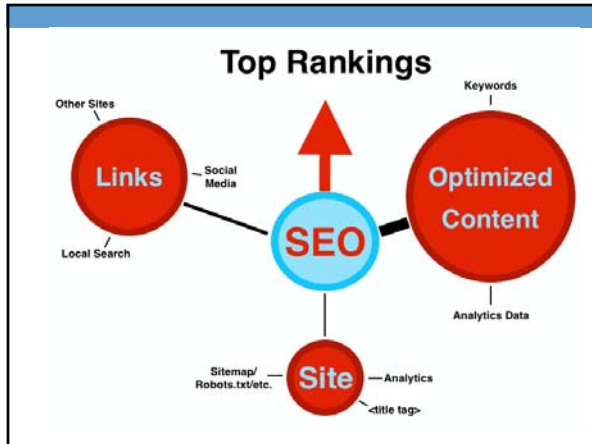 Top Rankings
Other Sites
Links
Social
Media
Local Search
Keywords
Optimized
Content
Analytics Data
SEO
Sitemap/
Robots.txt/etc.
Site
Analytics
<title tag>